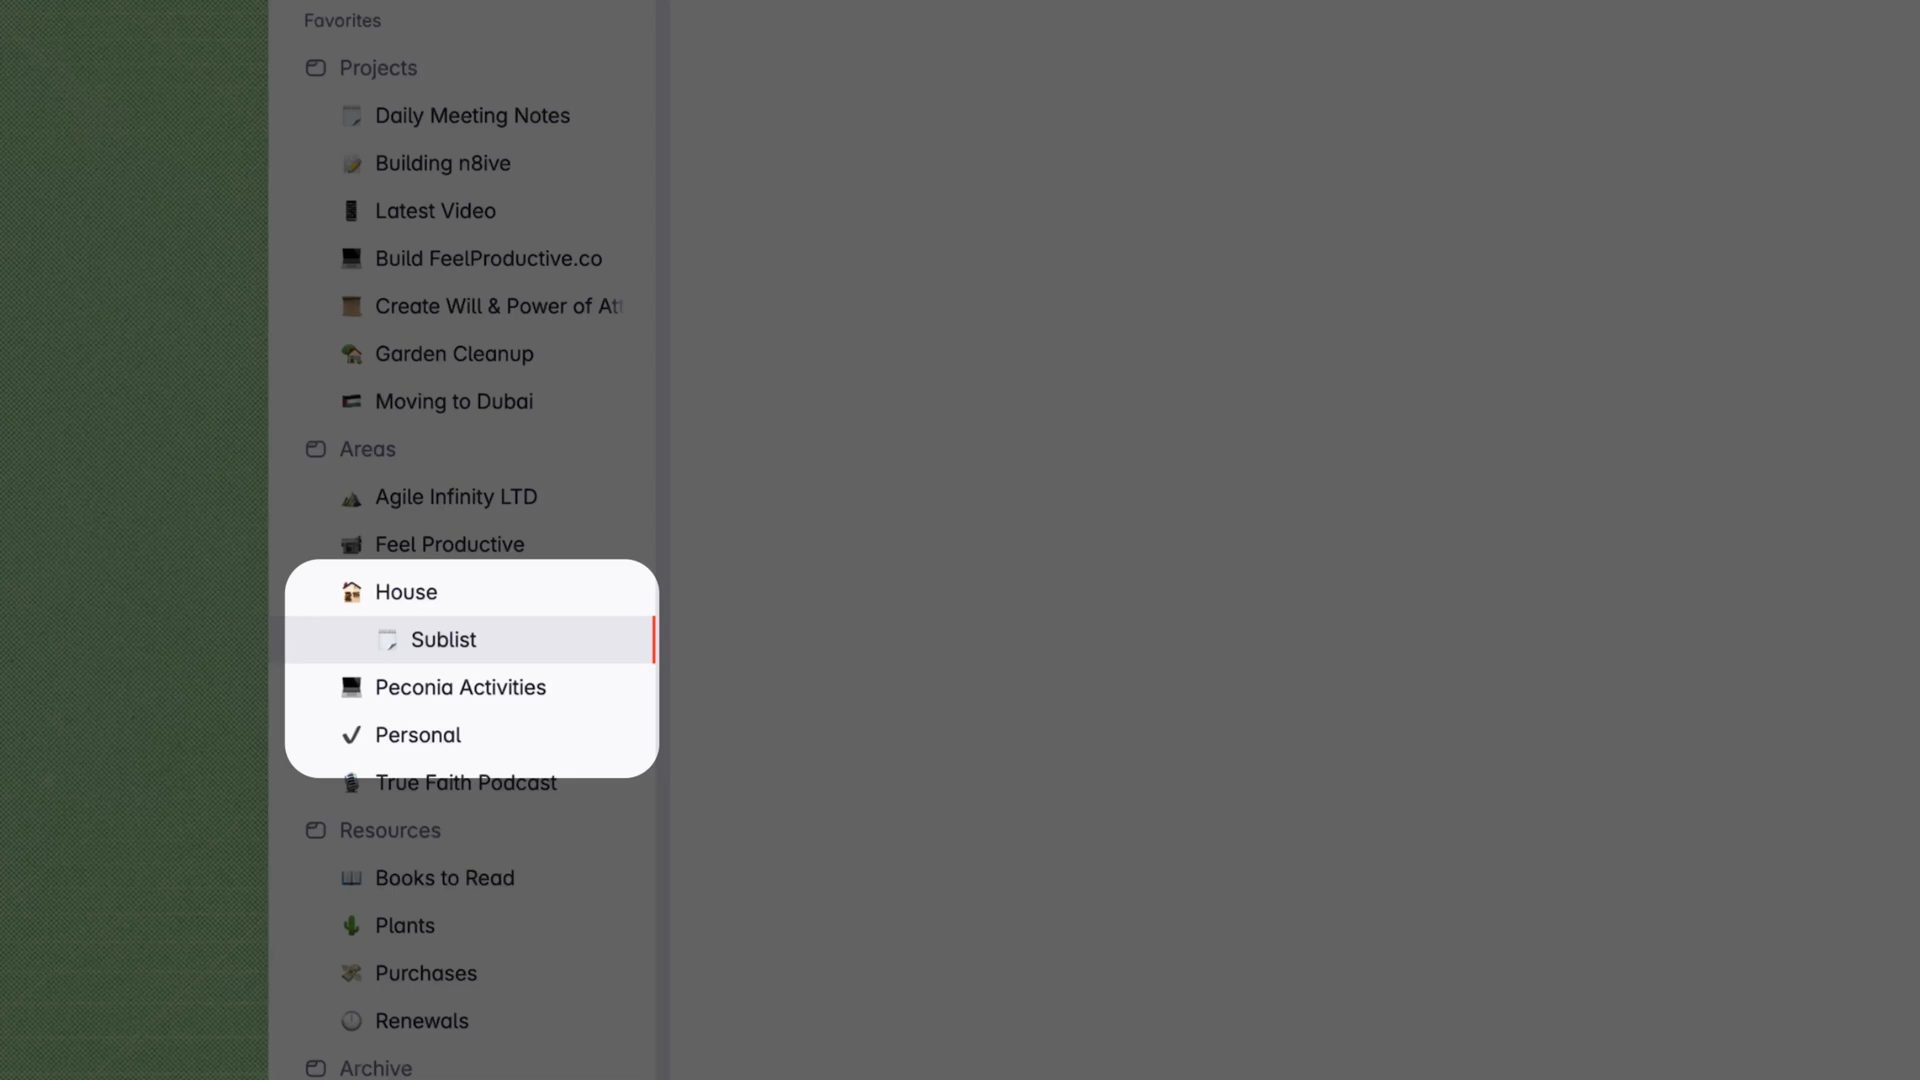 Favorites
Projects
Daily Meeting Notes
Building n8ive
Latest Video
Build FeelProductive.co
Create Will & Power of Att
Garden Cleanup
Moving to Dubai
Areas
Agile Infinity LTD
Feel Productive
House
Sublist
Peconia Activities
Personal
True Faith Podcast
Resources
Books to Read
Plants
Purchases
Renewals
Archive